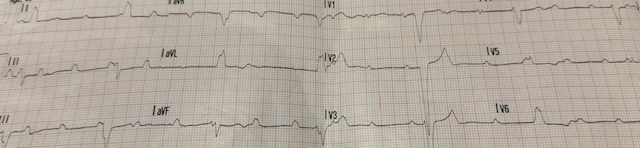 I aVR I V1
II I aVL I V2 I V5
III I aVF I V3 I V6